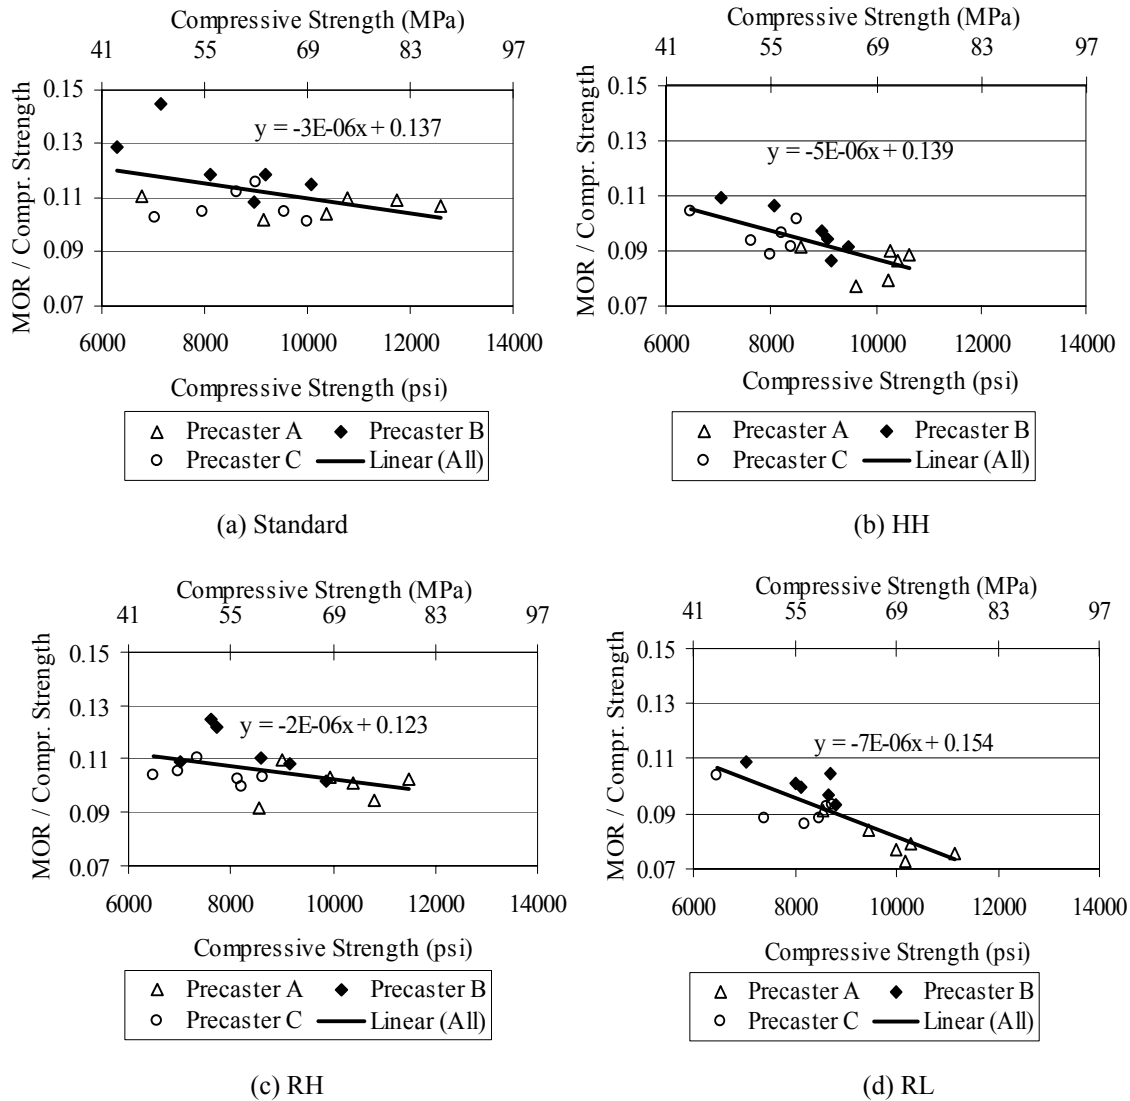 Compressive Strength (MPa)
41 55 69 83 97
MOR / Compr. Strength
0.15
0.13
0.11
0.09
0.07
y = -3E-06x + 0.137
6000 8000 10000 12000 14000
Compressive Strength (psi)
Precaster A Precaster B
Precaster C Linear (All)
(a) Standard
Compressive Strength (MPa)
41 55 69 83 97
MOR / Compr. Strength
0.15
0.13
0.11
0.09
0.07
y = -5E-06x + 0.139
6000 8000 10000 12000 14000
Compressive Strength (psi)
Precaster A Precaster B
Precaster C Linear (All)
(b) HH
Compressive Strength (MPa)
41 55 69 83 97
MOR / Compr. Strength
0.15
0.13
0.11
0.09
0.07
y = -2E-06x + 0.123
6000 8000 10000 12000 14000
Compressive Strength (psi)
Precaster A Precaster B
Precaster C Linear (All)
(c) RH
Compressive Strength (MPa)
41 55 69 83 97
MOR / Compr. Strength
0.15
0.13
0.11
0.09
0.07
y = -7E-06x + 0.154
6000 8000 10000 12000 14000
Compressive Strength (psi)
Precaster A Precaster B
Precaster C Linear (All)
(d) RL